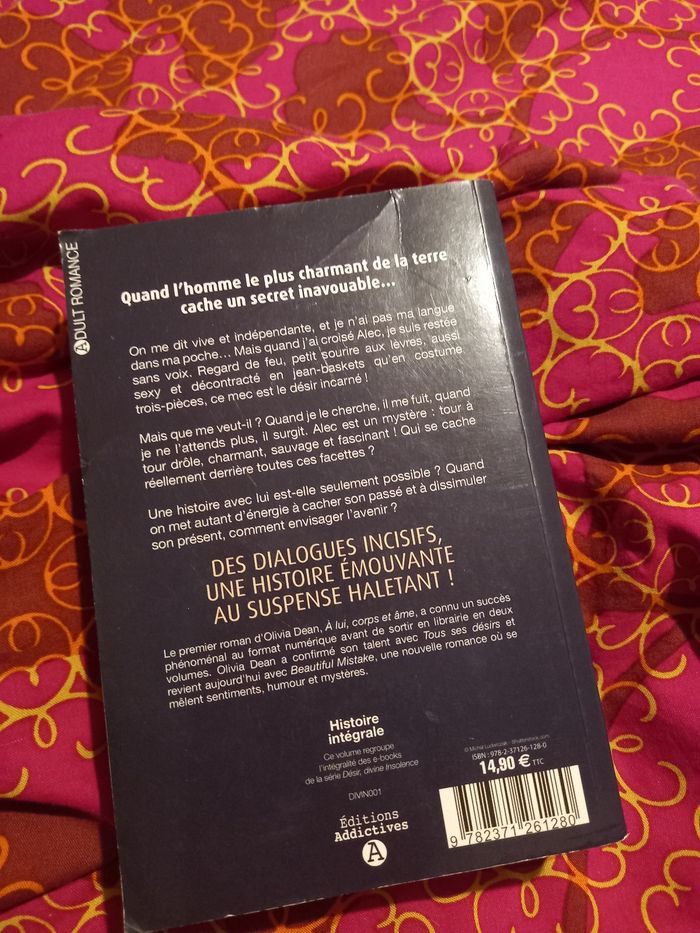 ADULT ROMANCE
Quand l'homme le plus charmant de la terre
cache un secret inavouable...
On me dit vive et indépendante, et je n'ai pas ma langue
dans ma poche... Mais quand j'ai croisé Alec, je suis restée
sans voix. Regard de feu, petit sourire aux lèvres, aussi
sexy et décontracté en jean-baskets qu'en costume
trois-pièces, ce mec est le désir incarné !
Mais que me veut-il ? Quand je le cherche, il me fuit, quand
je ne l'attends plus, il surgit. Alec est un mystère : tour à
tour drôle, charmant, sauvage et fascinant ! Qui se cache
réellement derrière toutes ces facettes ?
Une histoire avec lui est-elle seulement possible ? Quand
on met autant d'énergie à cacher son passé et à dissimuler
son présent, comment envisager l'avenir ?
DES DIALOGUES INCISIFS,
UNE HISTOIRE ÉMOUVANTE
AU SUSPENSE HALETANT !
Le premier roman d'Olivia Dean, À lui, corps et âme, a connu un succès
phénoménal au format numérique avant de sortir en librairie en deux
volumes. Olivia Dean a confirmé son talent avec Tous ses désirs et
revient aujourd'hui avec Beautiful Mistake, une nouvelle romance où se
mêlent sentiments, humour et mystères.
Histoire
intégrale
Ce volume regroupe
l'intégralité des e-books
de la série Désir, divine Insolence
DIVIN001
Éditions
Addictives
A
© Michal Ludwiczak - Shutterstock.com
ISBN : 978-2-37126-128-0
14,90 € TTC
9 782371 261280